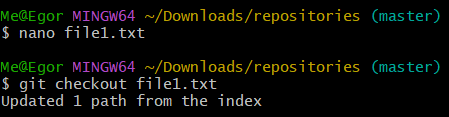 Me@Egor MINGW64 ~/Downloads/repositories (master)
$ nano file1.txt
Me@Egor MINGW64 ~/Downloads/repositories (master)
$ git checkout file1.txt
Updated 1 path from the index